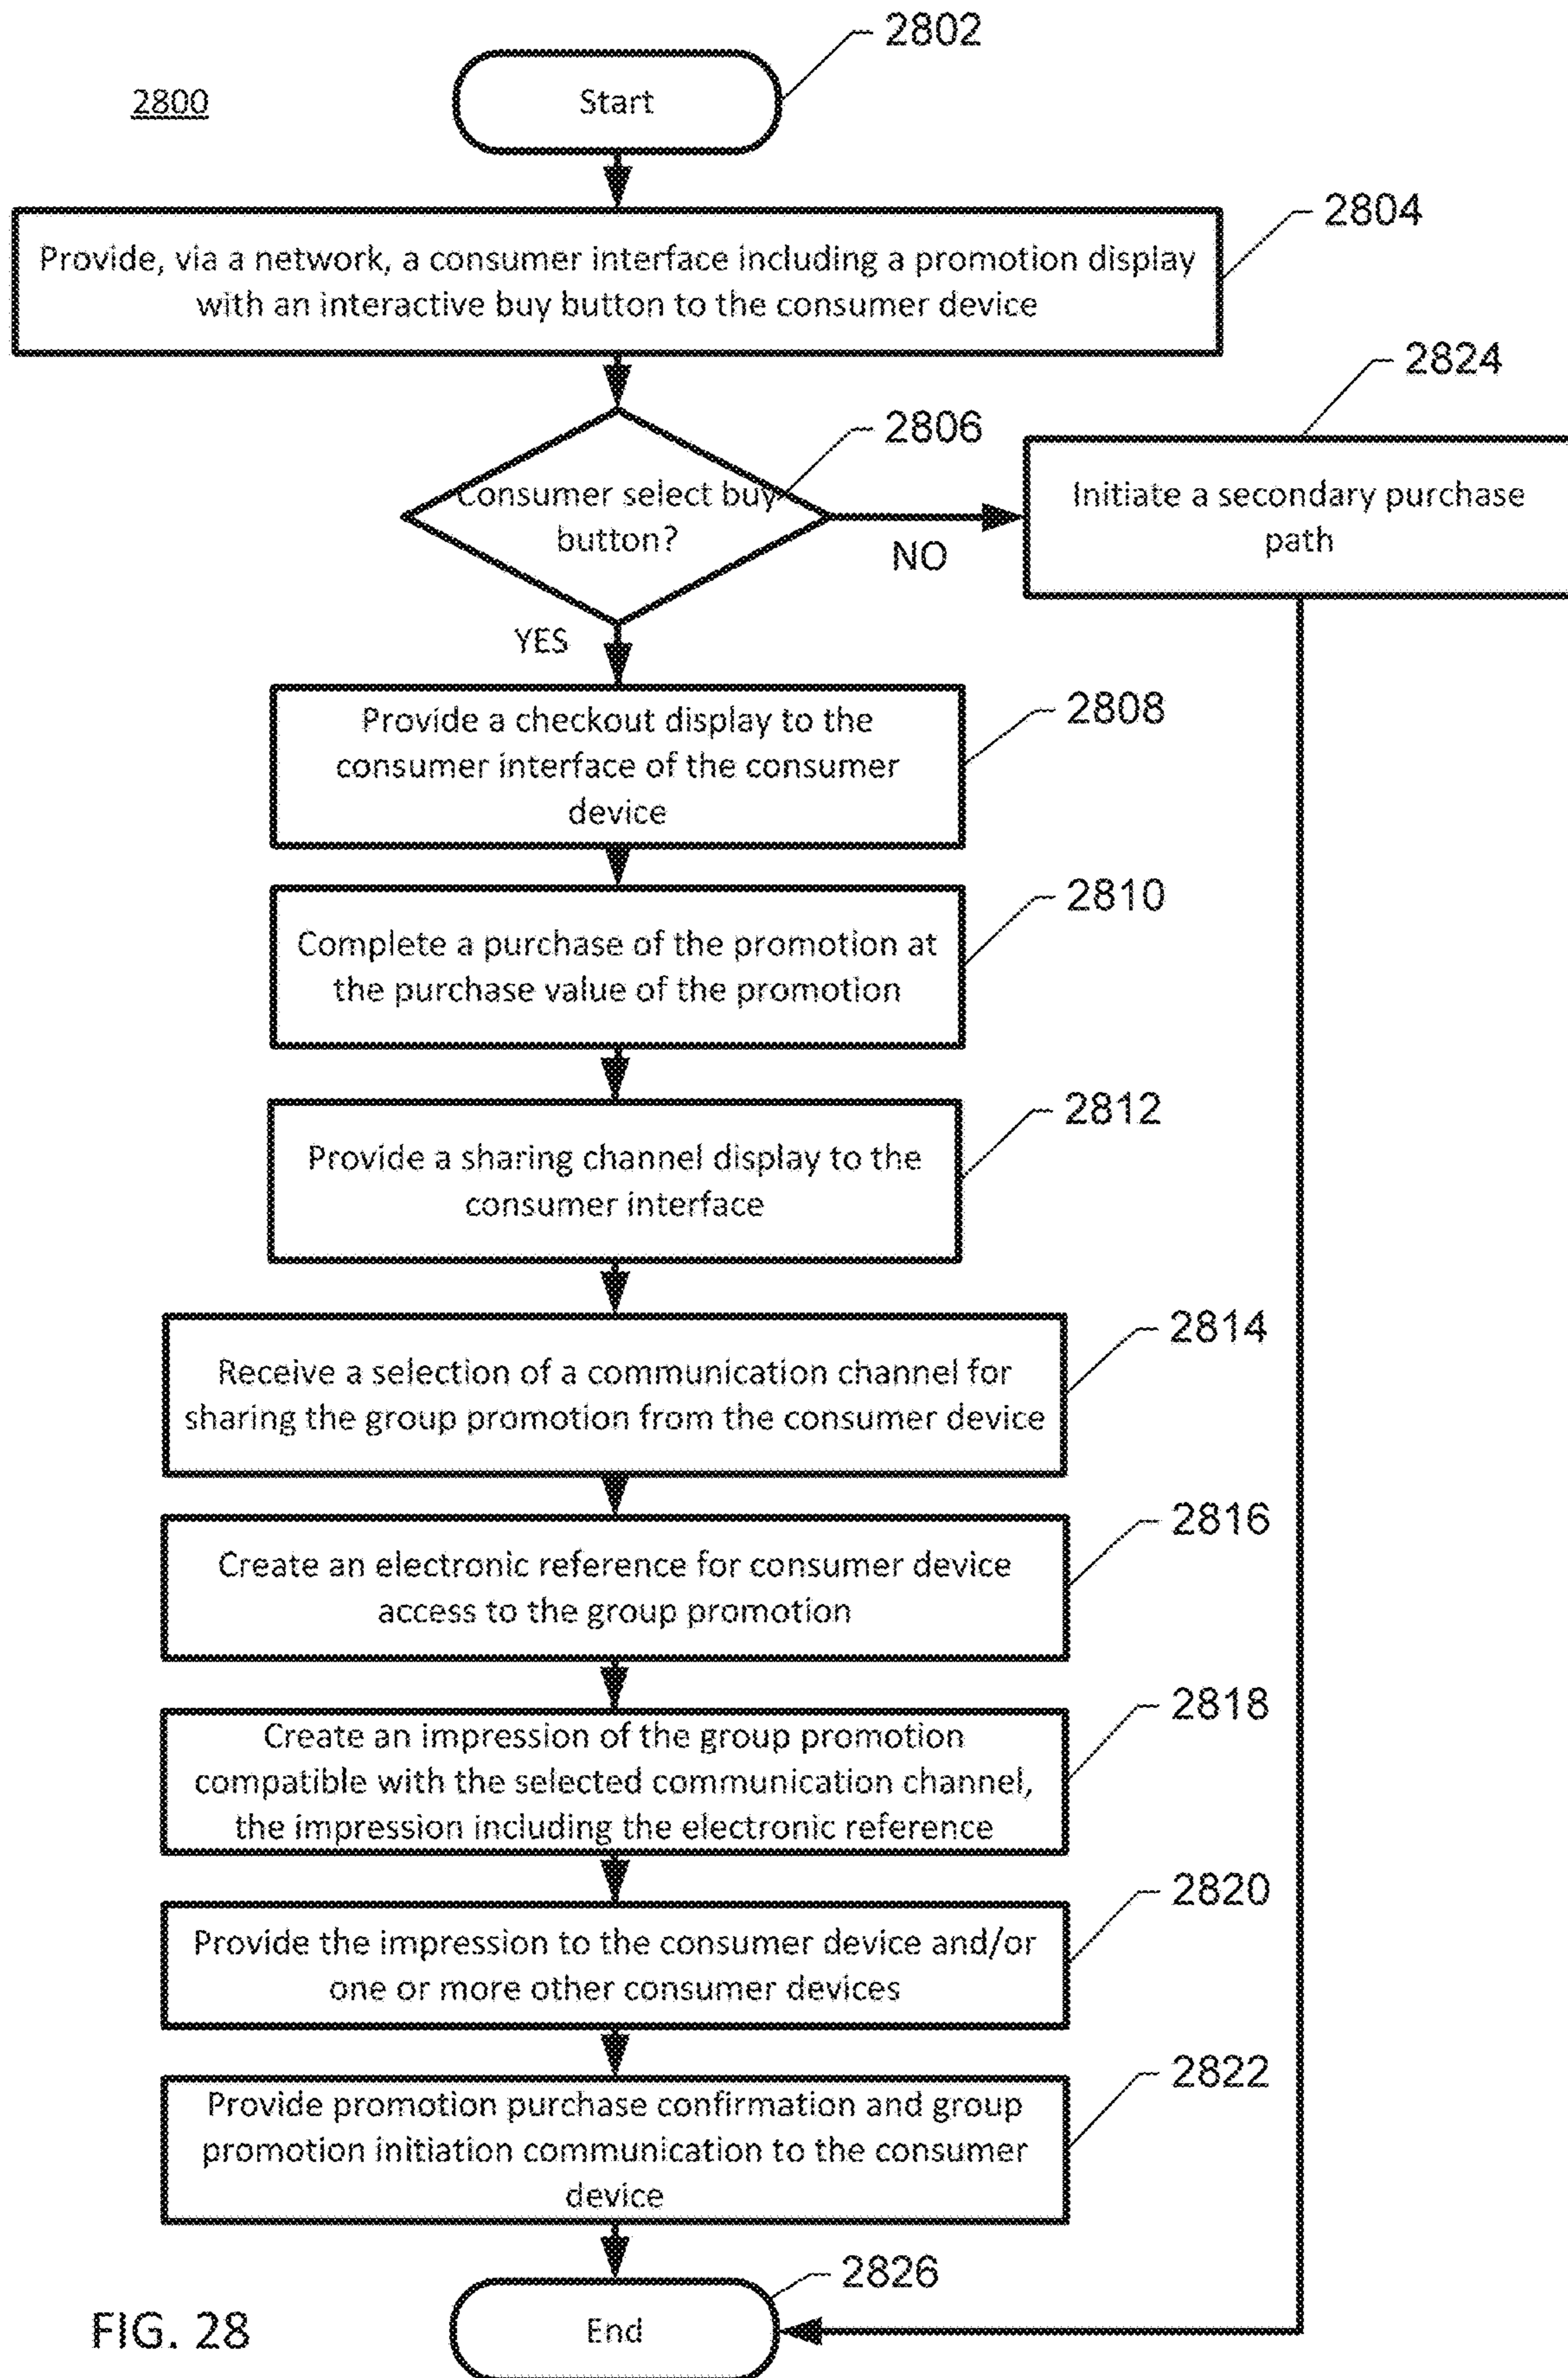 2802
2800
Start
2804
Provide, via a network, a consumer interface including a promotion display
with an interactive buy button to the consumer device
2824
2806
Consumer select buy
button?
Initiate a secondary purchase
path
NO
YES
2808
Provide a checkout display to the
consumer interface of the consumer
device
2810
Complete a purchase of the promotion at
the purchase value of the promotion
2812
Provide a sharing channel display to the
consumer interface
2814
Receive a selection of a communication channel for
sharing the group promotion from the consumer device
2816
Create an electronic reference for consumer device
access to the group promotion
2818
Create an impression of the group promotion
compatible with the selected communication channel,
the impression including the electronic reference
2820
Provide the impression to the consumer device and/or
one or more other consumer devices
2822
Provide promotion purchase confirmation and group
promotion initiation communication to the consumer
device
2826
End
FIG. 28